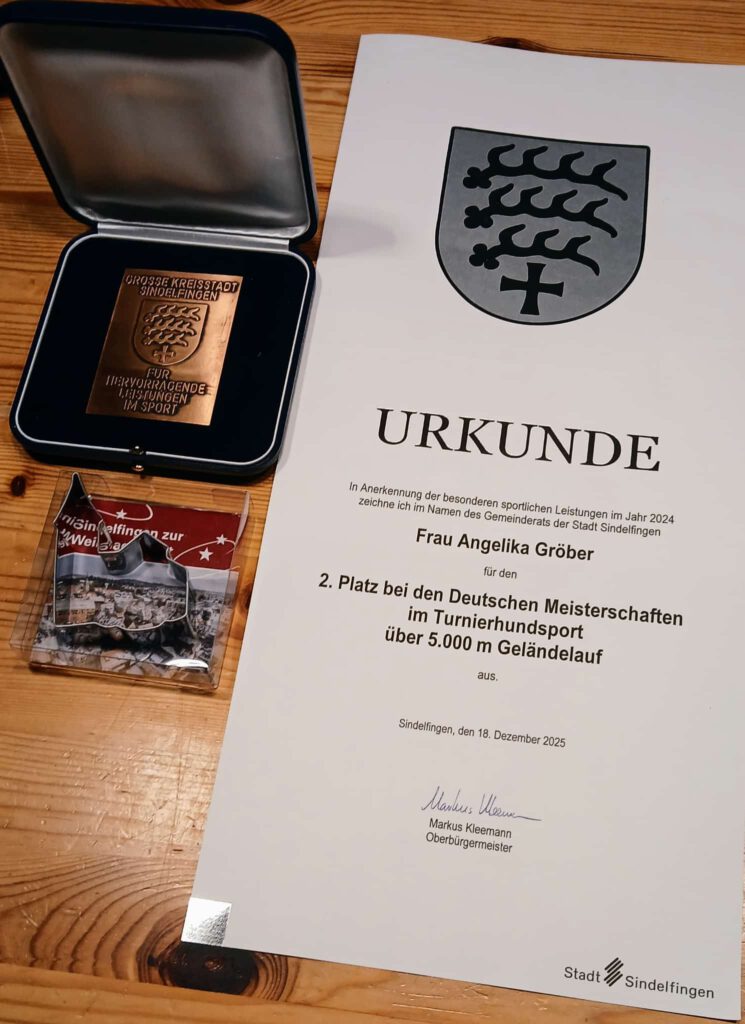 GROSSE KREISSTADT
SINDELFINGEN
FÜR
HERVORRAGENDE
LEISTUNGEN
IM SPORT
Sindelfingen zur
URKUNDE
In Anerkennung der besonderen sportlichen Leistungen im Jahr 2024
zeichne ich im Namen des Gemeinderats der Stadt Sindelfingen
Frau Angelika Gröber
für den
2. Platz bei den Deutschen Meisterschaften
im Turnierhundsport
über 5.000 m Geländelauf
aus.
Sindelfingen, den 18. Dezember 2025
Markus Kleemann
Markus Kleemann
Oberbürgermeister
Stadt Sindelfingen